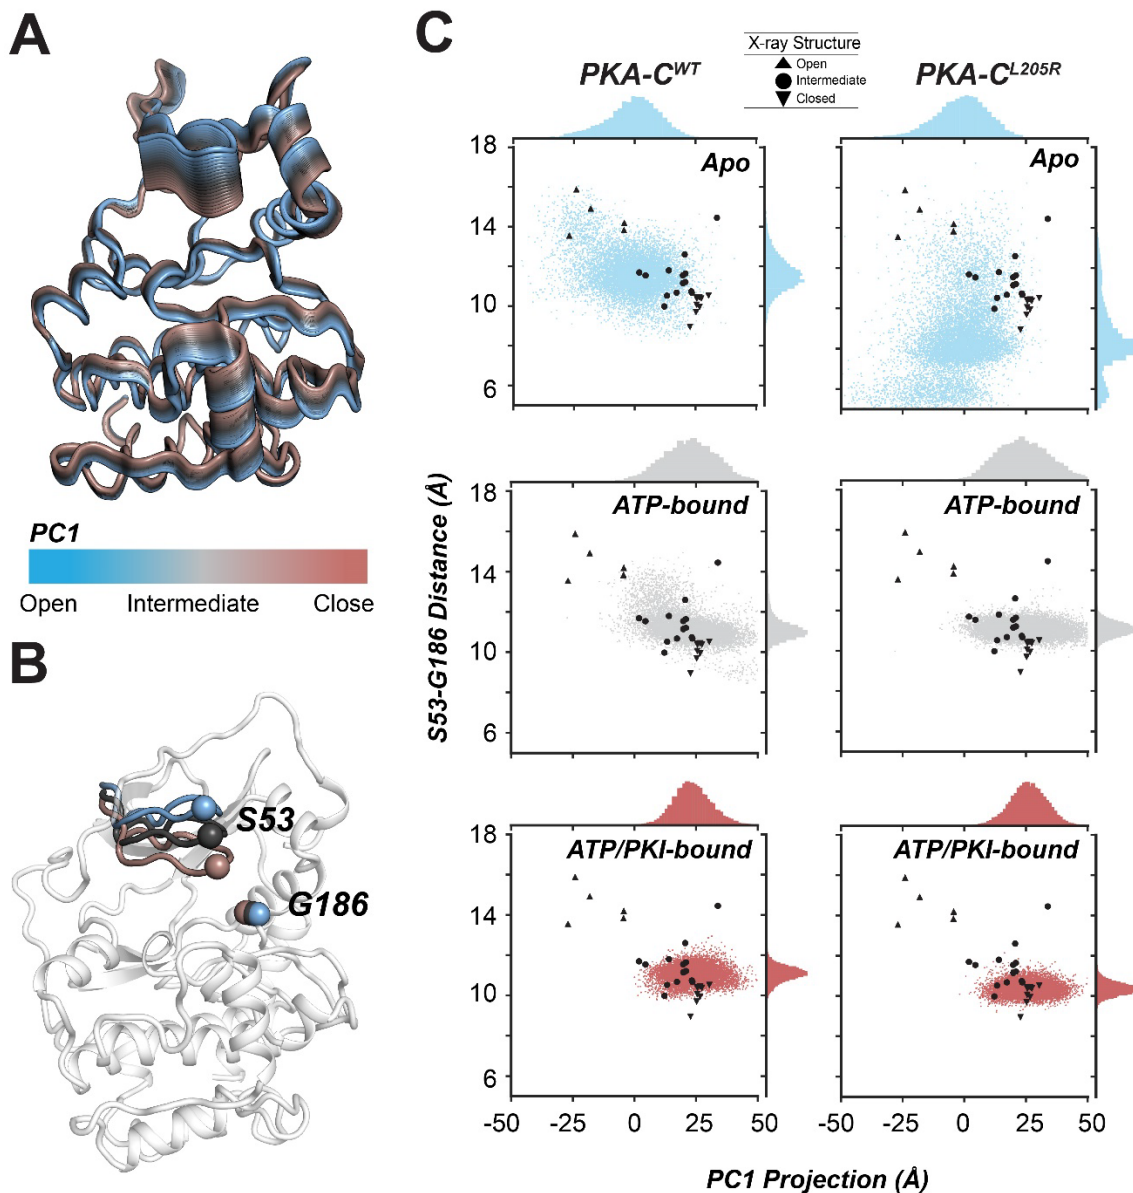 A
PC1
Open Intermediate Close
B
S53
G186
C
X-ray Structure
Open
Intermediate
Closed
PKA-C^WT
PKA-C^L205R
18
14
10
6
Apo
Apo
S53-G186 Distance (Å)
18
14
10
6
ATP-bound
ATP-bound
18
14
10
6
ATP/PKI-bound
ATP/PKI-bound
-50 -25 0 25 50
-25 0 25 50
PC1 Projection (Å)